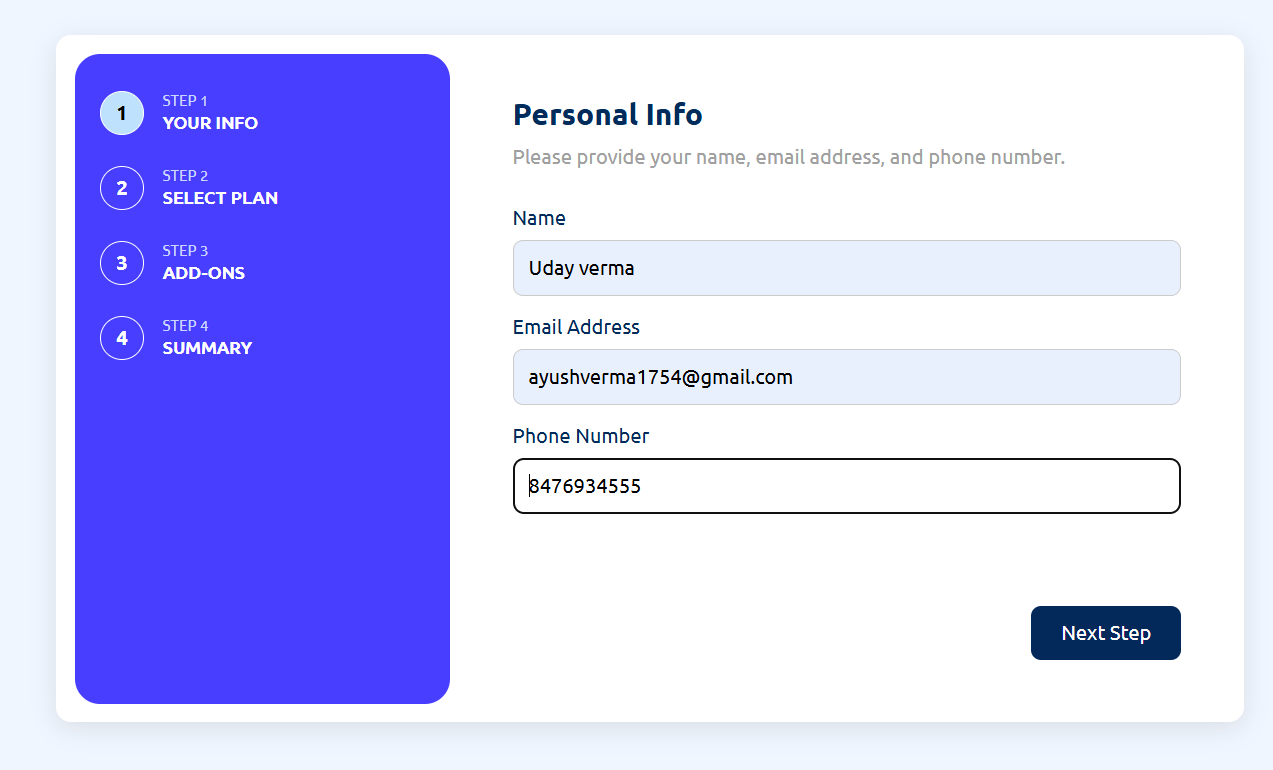 1
STEP 1
YOUR INFO
2
STEP 2
SELECT PLAN
3
STEP 3
ADD-ONS
4
STEP 4
SUMMARY
Personal Info
Please provide your name, email address, and phone number.
Name
Uday verma
Email Address
ayushverma1754@gmail.com
Phone Number
8476934555
Next Step